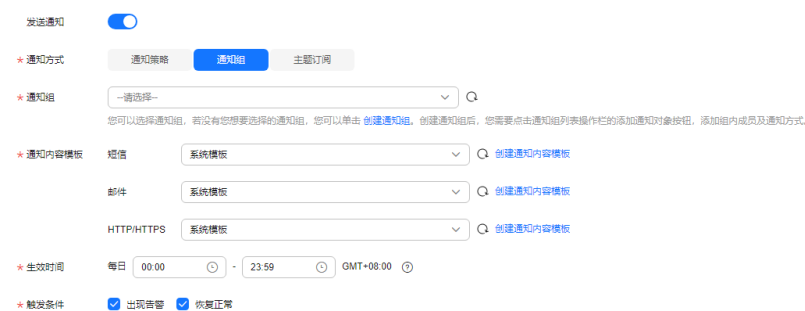 发送通知
* 通知方式 通知策略 通知组 主题订阅
* 通知组 --请选择--
您可以选择通知组，若没有您想要选择的通知组，您可以单击 创建通知组。创建通知组后，您需要点击通知组列表操作栏的添加通知对象按钮，添加组内成员及通知方式
* 通知内容模板 短信 系统模板 创建通知内容模板
邮件 系统模板 创建通知内容模板
HTTP/HTTPS 系统模板 创建通知内容模板
* 生效时间 每日 00:00 - 23:59 GMT+08:00
* 触发条件 出现告警 恢复正常